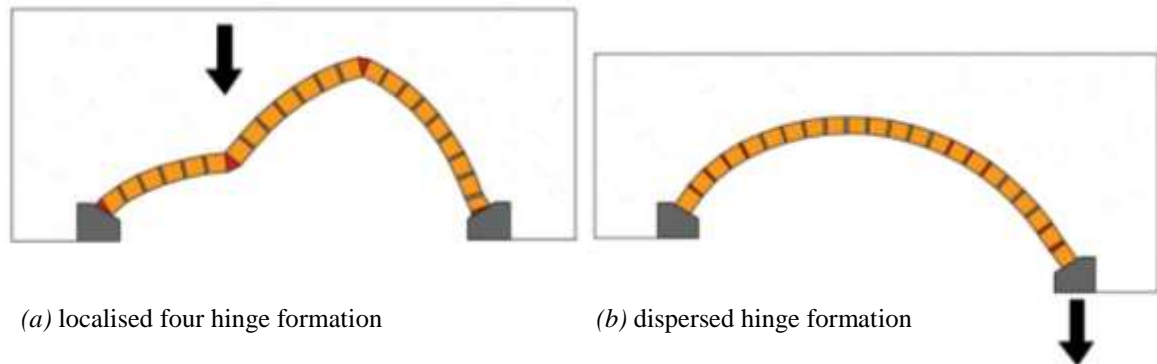 (a) localised four hinge formation
(b) dispersed hinge formation